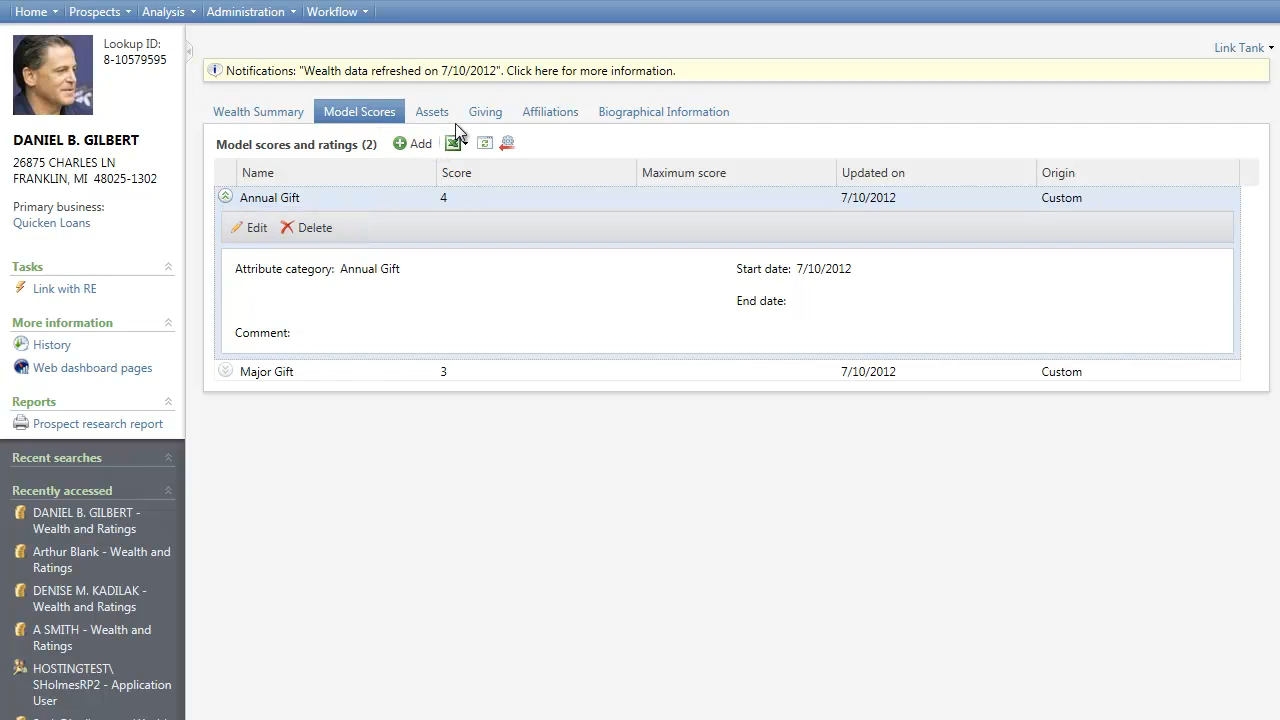 Home Prospects Analysis Administration Workflow
Lookup ID:
8-10579595
DANIEL B. GILBERT
26875 CHARLES LN
FRANKLIN, MI 48025-1302
Primary business:
Quicken Loans
Tasks
Link with RE
More information
History
Web dashboard pages
Reports
Prospect research report
Recent searches
Recently accessed
DANIEL B. GILBERT -
Wealth and Ratings
Arthur Blank - Wealth and
Ratings
DENISE M. KADILAK -
Wealth and Ratings
A SMITH - Wealth and
Ratings
HOSTINGTEST\
SHolmesRP2 - Application
User
Link Tank
Notifications: "Wealth data refreshed on 7/10/2012". Click here for more information.
Wealth Summary Model Scores Assets Giving Affiliations Biographical Information
Model scores and ratings (2) Add
Name Score Maximum score Updated on Origin
Annual Gift 4 7/10/2012 Custom
Edit Delete
Attribute category: Annual Gift Start date: 7/10/2012
End date:
Comment:
Major Gift 3 7/10/2012 Custom